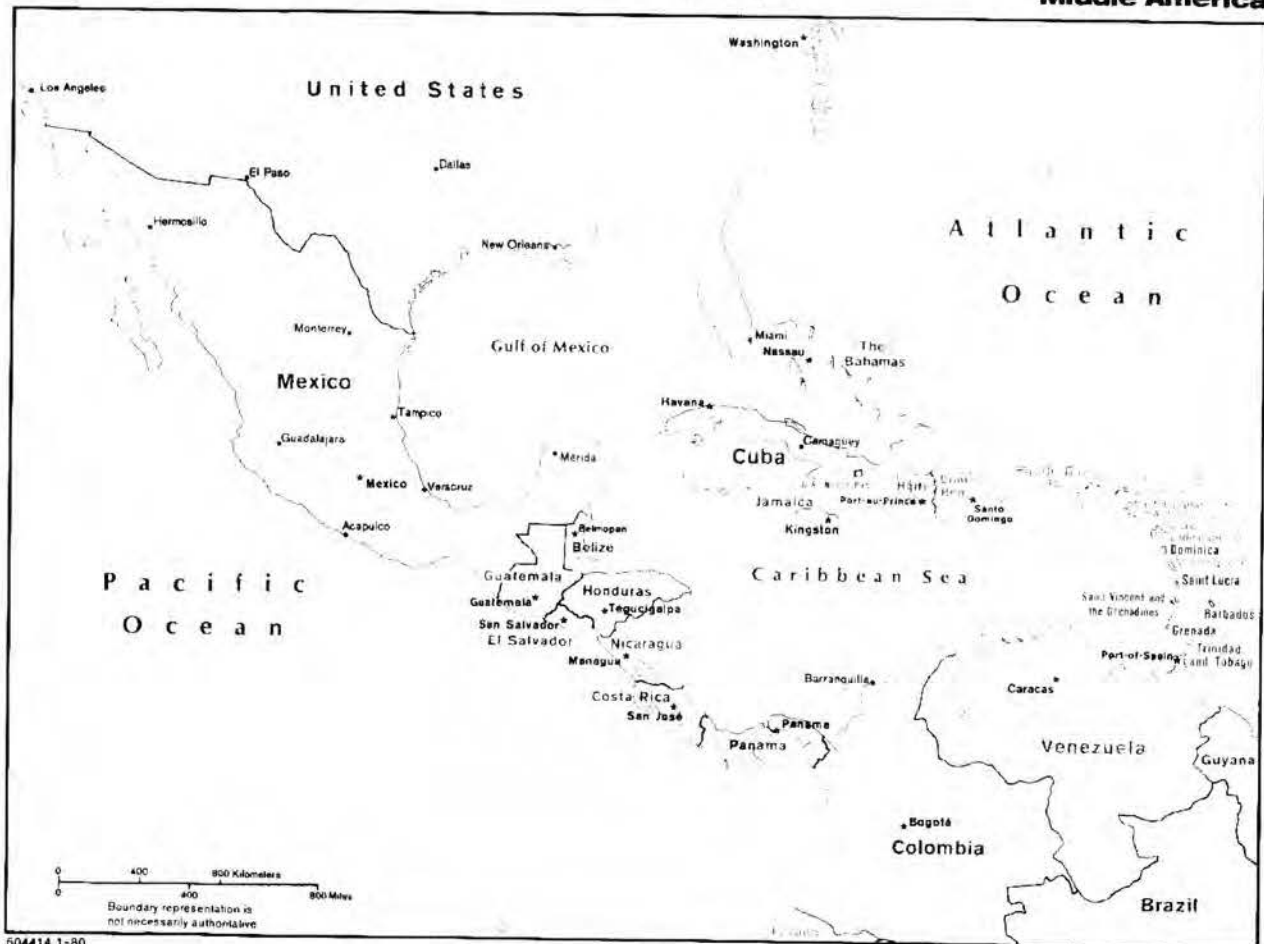 Middle America
Washington
Los Angeles
United States
El Paso
Dallas
Hermosillo
New Orleans
Atlantic
Ocean
Monterrey
Gulf of Mexico
Miami
Nassau
The
Bahamas
Mexico
Havana
Tampico
Camagüey
Guadalajara
Cuba
Mérida
Mexico
Veracruz
Haiti
Jamaica
Port-au-Prince
Santo
Domingo
Kingston
Acapulco
Belmopan
Belize
Dominica
Pacific
Ocean
Guatemala
Caribbean Sea
Honduras
Saint Lucia
Guatemala
Tegucigalpa
Saint Vincent and
the Grenadines
Barbados
San Salvador
El Salvador
Grenada
Nicaragua
Managua
Port-of-Spain
Trinidad
and Tobago
Barranquilla
Caracas
Costa Rica
San José
Panama
Panama
Venezuela
Guyana
Bogotá
Colombia
Brazil
0 400 800 Kilometers
0 400 800 Miles
Boundary representation is
not necessarily authoritative
504414 1-80